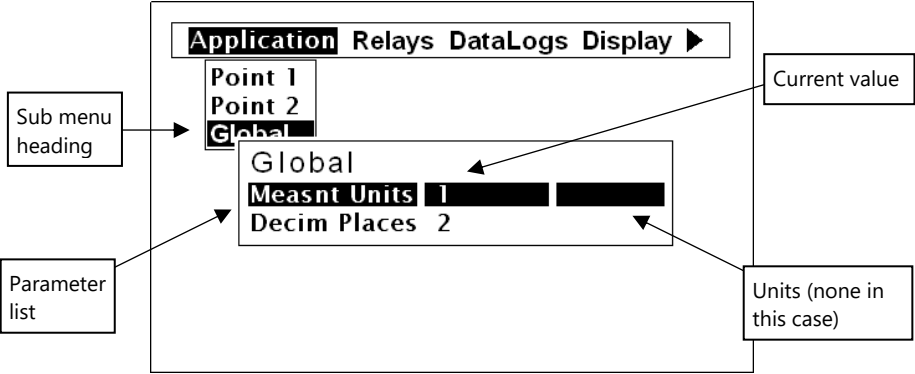 Application Relays DataLogs Display
Point 1
Point 2
Global
Global
Measnt Units 1
Decim Places 2
Sub menu
heading
Parameter
list
Current value
Units (none in
this case)